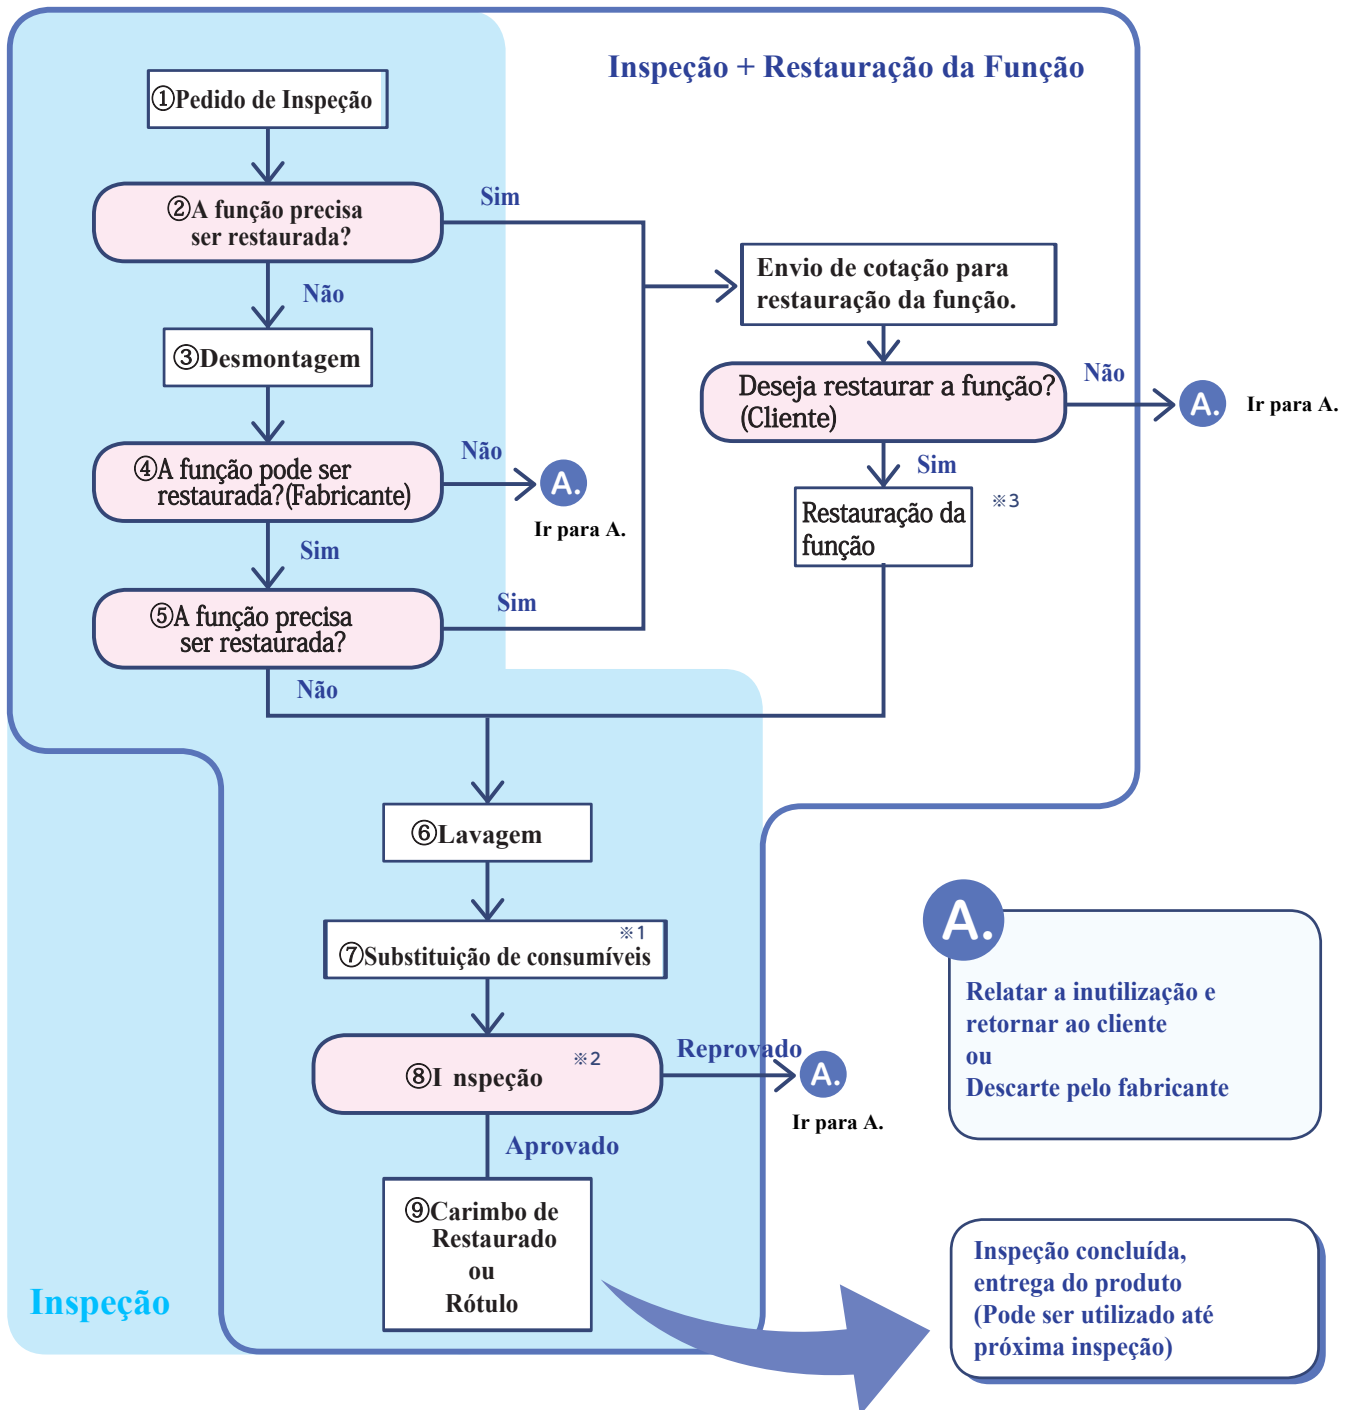 Inspeção + Restauração da Função
①Pedido de Inspeção
②A função precisa
ser restaurada?
Sim
Não
Envio de cotação para
restauração da função.
③Desmontagem
Deseja restaurar a função?
(Cliente)
Não
A.
Ir para A.
④A função pode ser
restaurada?(Fabricante)
Não
A.
Ir para A.
Sim
Sim
Restauração da
função
※3
⑤A função precisa
ser restaurada?
Sim
Não
⑥Lavagem
※1
⑦Substituição de consumíveis
⑧I nspeção
※2
Reprovado
A.
Ir para A.
Aprovado
⑨Carimbo de
Restaurado
ou
Rótulo
Inspeção
A.
Relatar a inutilização e
retornar ao cliente
ou
Descarte pelo fabricante
Inspeção concluída,
entrega do produto
(Pode ser utilizado até
próxima inspeção)